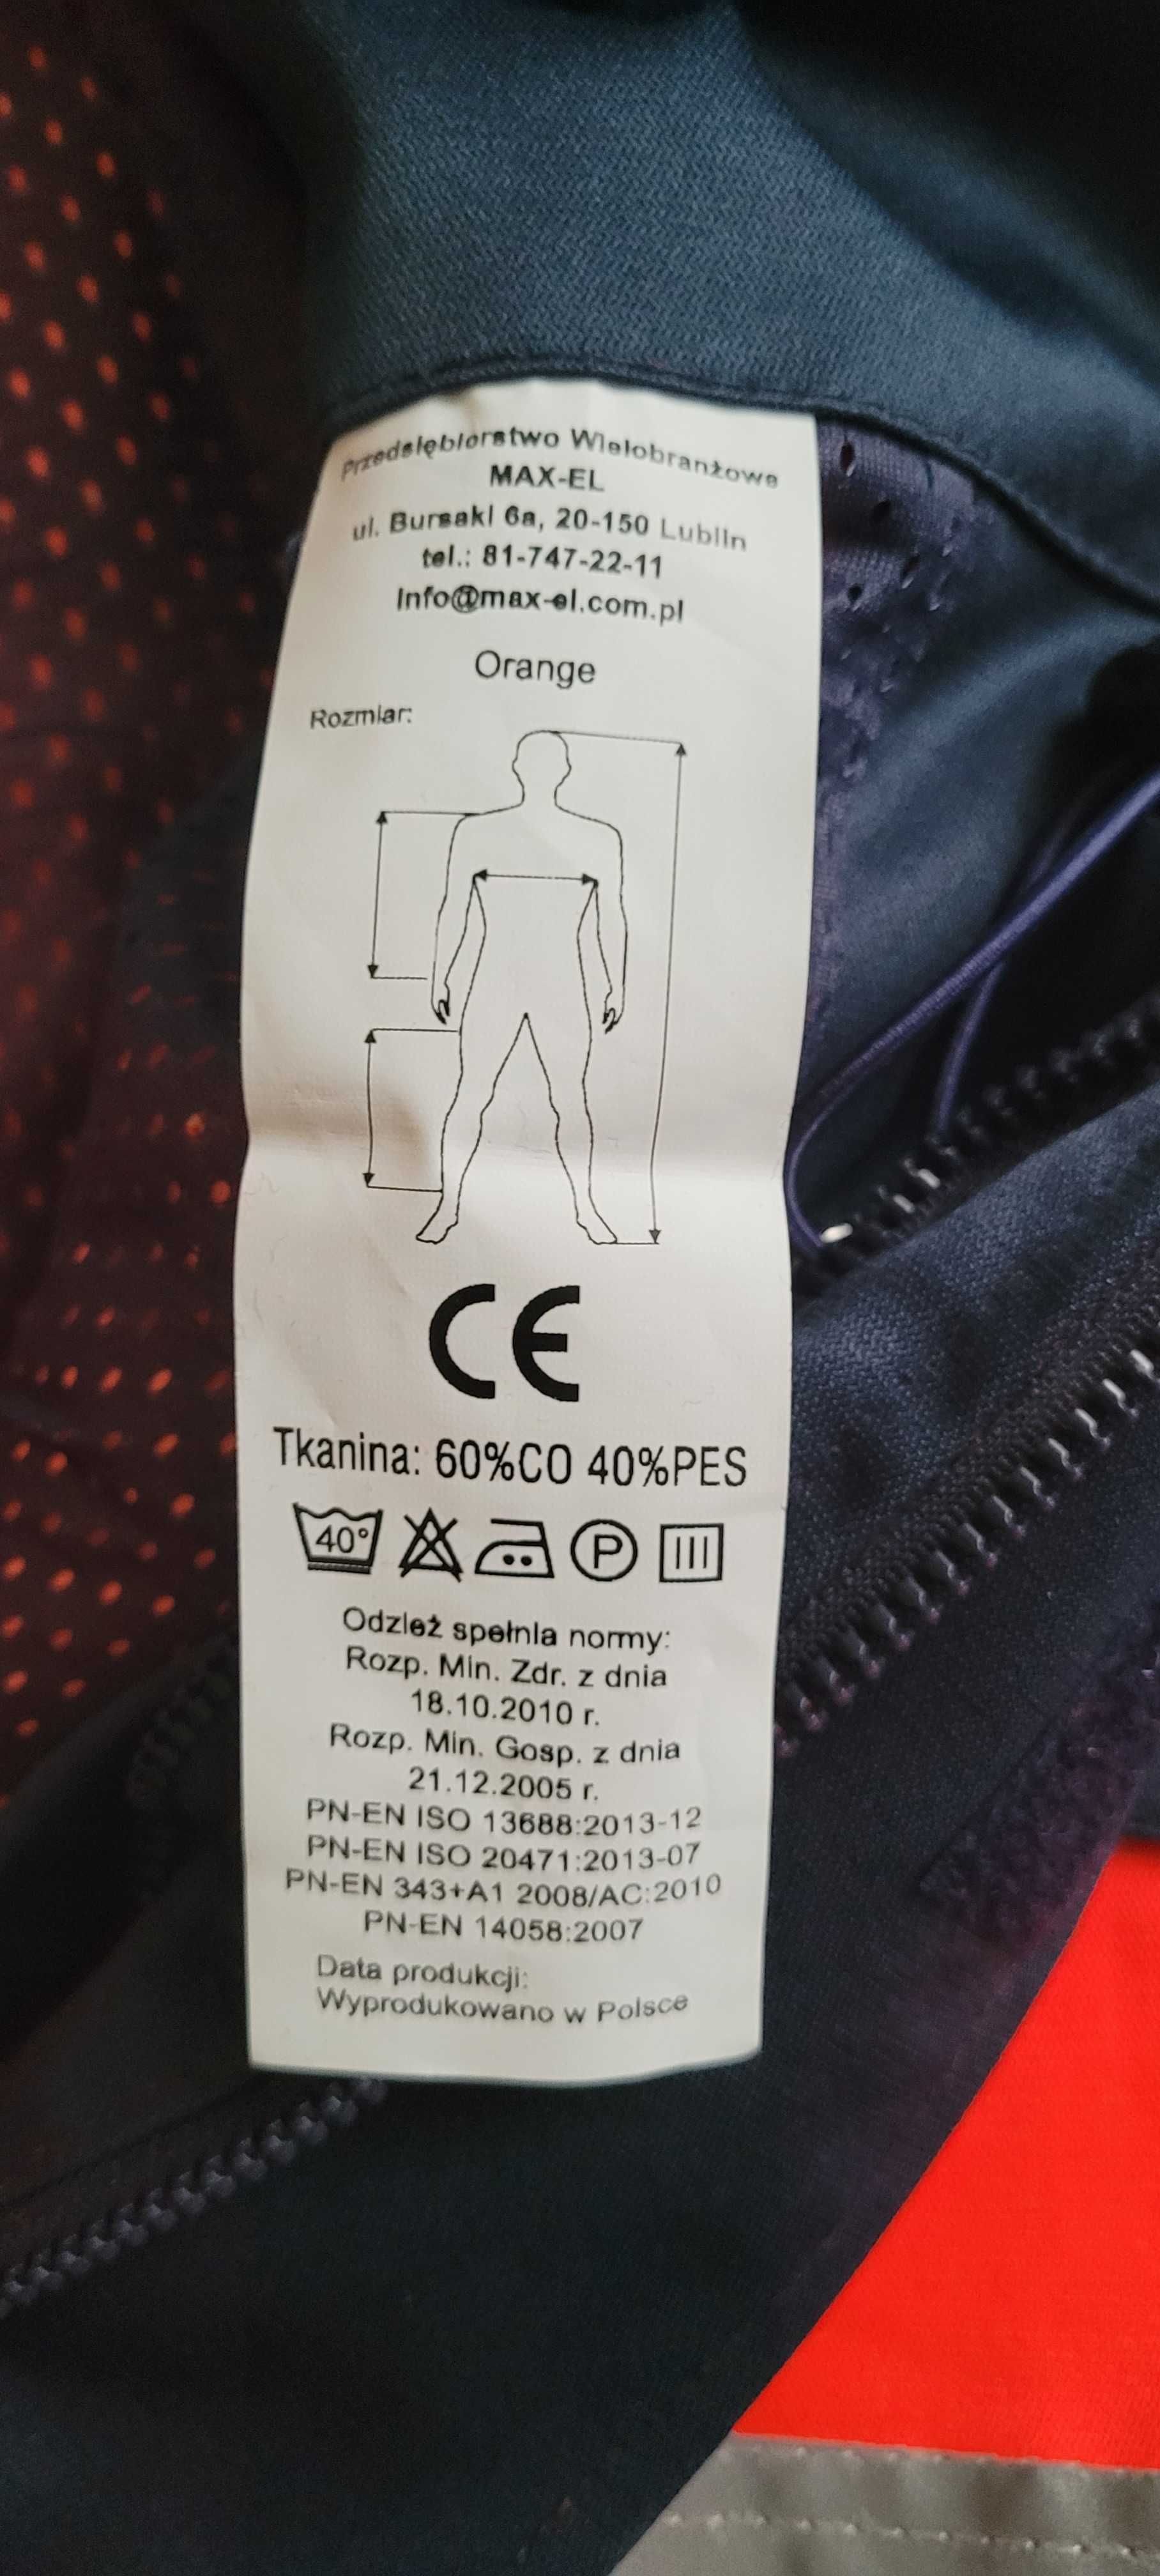 Przedsiębiorstwo Wielobranżowe
MAX-EL
ul. Bursaki 6a, 20-150 Lublin
tel.: 81-747-22-11
info@max-el.com.pl
Orange
Rozmiar:
CE
Tkanina: 60%CO 40%PES
40° P
Odzież spełnia normy:
Rozp. Min. Zdr. z dnia
18.10.2010 r.
Rozp. Min. Gosp. z dnia
21.12.2005 r.
PN-EN ISO 13688:2013-12
PN-EN ISO 20471:2013-07
PN-EN 343+A1 2008/AC:2010
PN-EN 14058:2007
Data produkcji:
Wyprodukowano w Polsce